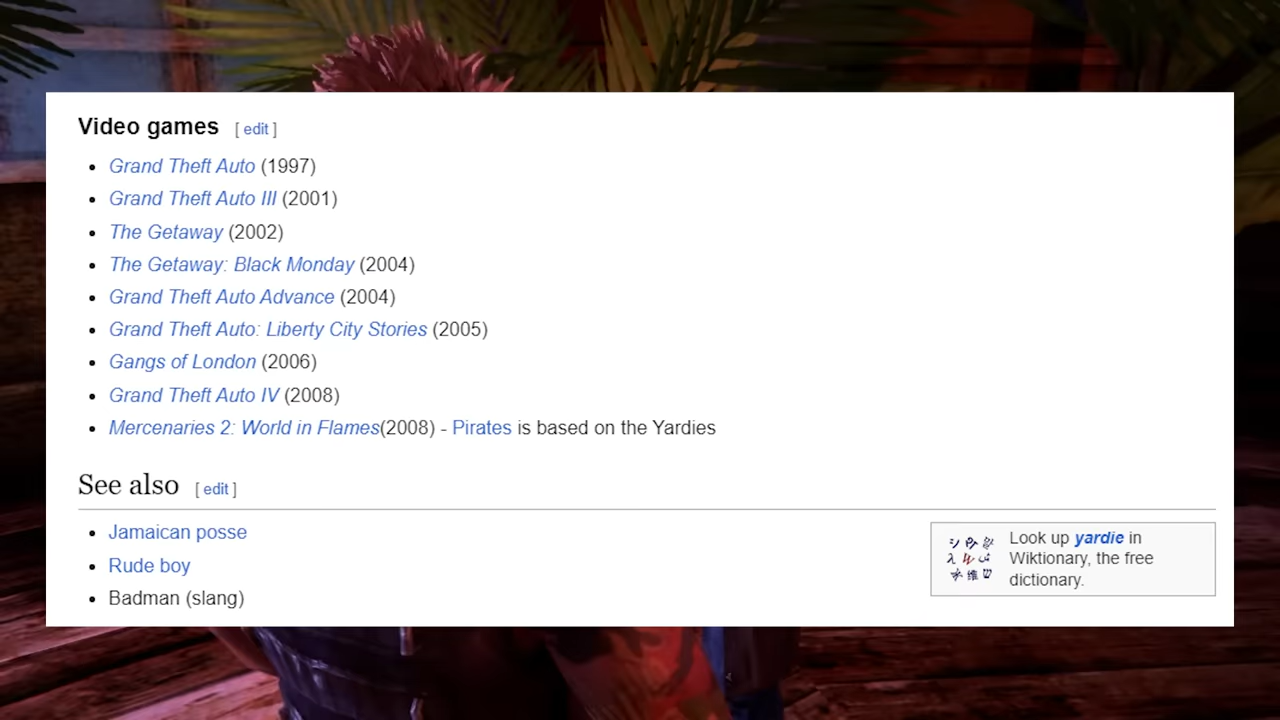 Video games [ edit ]
Grand Theft Auto (1997)
Grand Theft Auto III (2001)
The Getaway (2002)
The Getaway: Black Monday (2004)
Grand Theft Auto Advance (2004)
Grand Theft Auto: Liberty City Stories (2005)
Gangs of London (2006)
Grand Theft Auto IV (2008)
Mercenaries 2: World in Flames(2008) - Pirates is based on the Yardies
See also [ edit ]
Jamaican posse
Rude boy
Badman (slang)
Look up yardie in
Wiktionary, the free
dictionary.